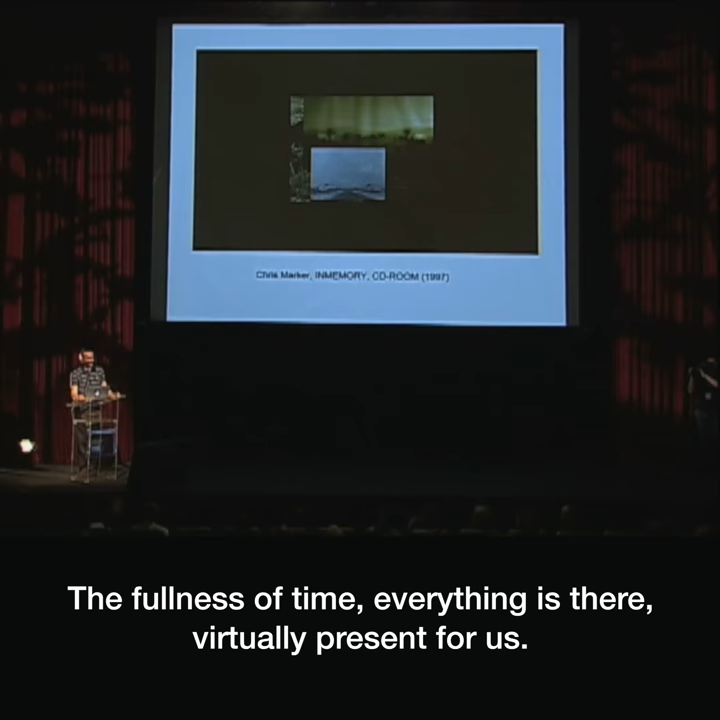 Chris Marker, INMEMORY, CD-ROOM (1997)
The fullness of time, everything is there,
virtually present for us.